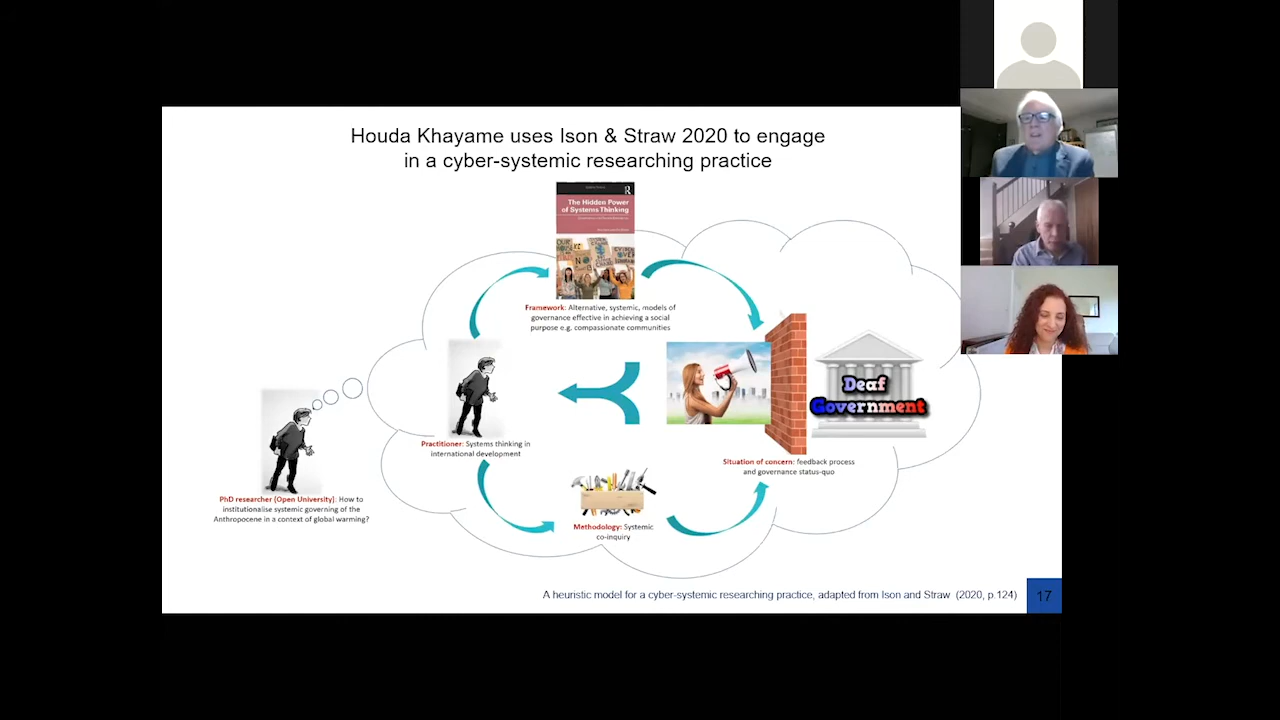 Houda Khayame uses Ison & Straw 2020 to engage
in a cyber-systemic researching practice
The Hidden Power
of Systems Thinking
Framework: Alternative, systemic, models of
governance effective in achieving a social
purpose e.g. compassionate communities
Deaf
Government
Practitioner: Systems thinking in
international development
Situation of concern: feedback process
and governance status-quo
PhD researcher (Open University): How to
institutionalise systemic governing of the
Anthropocene in a context of global warming?
Methodology: Systemic
co-inquiry
A heuristic model for a cyber-systemic researching practice, adapted from Ison and Straw (2020, p.124)
17